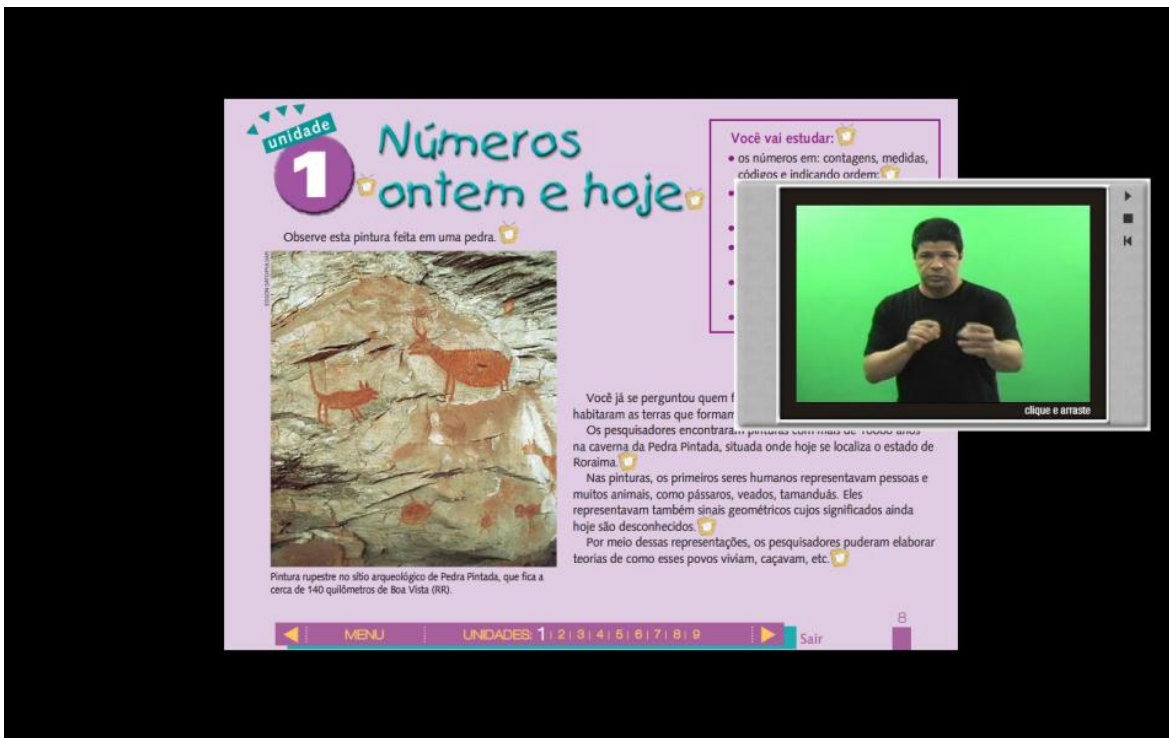 unidade
1
Números
ontem e hoje
Observe esta pintura feita em uma pedra.
EDISON CAETANO/ARQUIVO DA EDITORA
Pintura rupestre no sítio arqueológico de Pedra Pintada, que fica a
cerca de 140 quilômetros de Boa Vista (RR).
Você vai estudar:
• os números em: contagens, medidas,
códigos e indicando ordem;
clique e arraste
Você já se perguntou quem
habitaram as terras que formam
Os pesquisadores encontraram pinturas com mais de 10000 anos
na caverna da Pedra Pintada, situada onde hoje se localiza o estado de
Roraima.
Nas pinturas, os primeiros seres humanos representavam pessoas e
muitos animais, como pássaros, veados, tamanduás. Eles
representavam também sinais geométricos cujos significados ainda
hoje são desconhecidos.
Por meio dessas representações, os pesquisadores puderam elaborar
teorias de como esses povos viviam, caçavam, etc.
MENU UNIDADES: 1 | 2 | 3 | 4 | 5 | 6 | 7 | 8 | 9
Sair
8